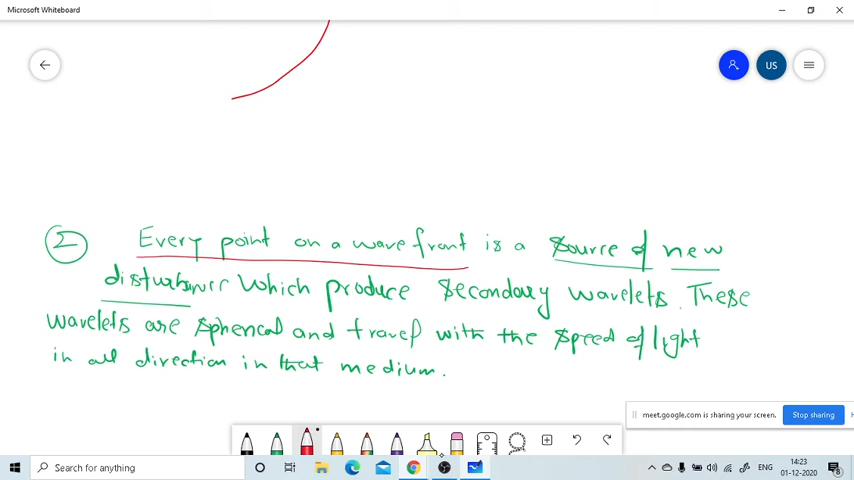 Microsoft Whiteboard
US
2 Every point on a wavefront is a source of new
disturbance which produce secondary wavelets. These
wavelets are spherical and travel with the speed of light
in all direction in that medium.
meet.google.com is sharing your screen. Stop sharing
Search for anything
ENG
14:23
01-12-2020